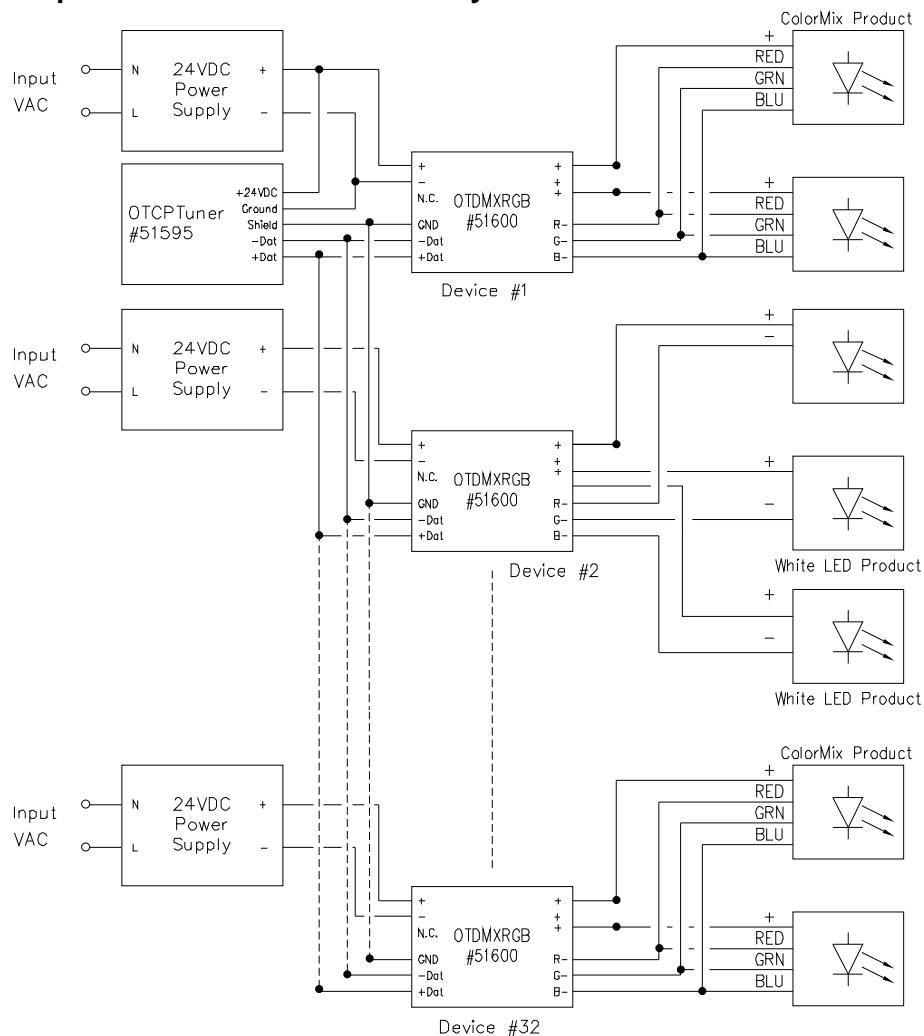 ColorMix Product
+
RED
GRN
BLU
Input
VAC
N
L
24VDC
Power
Supply
+
−
OTCPTuner
#51595
+24VDC
Ground
Shield
−Dat
+Dat
+
−
N.C.
GND
−Dat
+Dat
OTDMXRGB
#51600
+
+
+
R−
G−
B−
Device #1
+
RED
GRN
BLU
Input
VAC
N
L
24VDC
Power
Supply
+
−
+
−
N.C.
GND
−Dat
+Dat
OTDMXRGB
#51600
+
+
+
R−
G−
B−
Device #2
+
−
+
−
White LED Product
+
−
White LED Product
ColorMix Product
+
RED
GRN
BLU
Input
VAC
N
L
24VDC
Power
Supply
+
−
+
−
N.C.
GND
−Dat
+Dat
OTDMXRGB
#51600
+
+
+
R−
G−
B−
Device #32
+
RED
GRN
BLU